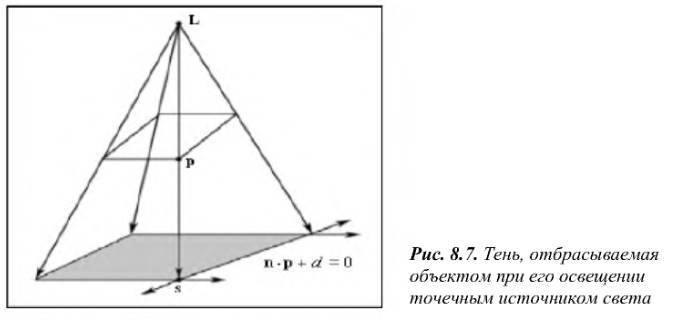 L
p
n · p + d = 0
s
Рис. 8.7. Тень, отбрасываемая
объектом при его освещении
точечным источником света